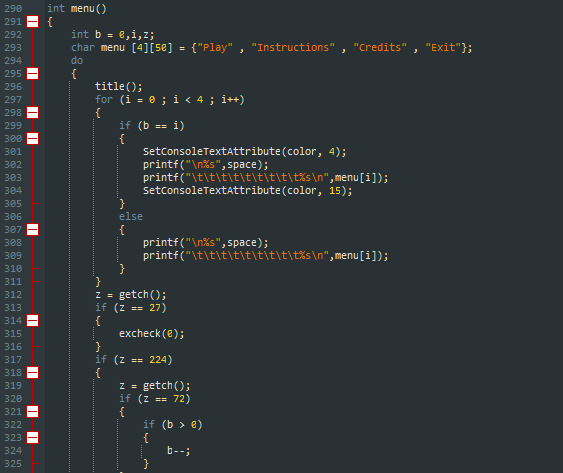 290 int menu()
291 {
292     int b = 0,i,z;
293     char menu [4][50] = {"Play" , "Instructions" , "Credits" , "Exit"};
294     do
295     {
296         title();
297         for (i = 0 ; i < 4 ; i++)
298         {
299             if (b == i)
300             {
301                 SetConsoleTextAttribute(color, 4);
302                 printf("\n%s",space);
303                 printf("\t\t\t\t\t\t\t\t\t%s\n",menu[i]);
304                 SetConsoleTextAttribute(color, 15);
305             }
306             else
307             {
308                 printf("\n%s",space);
309                 printf("\t\t\t\t\t\t\t\t\t%s\n",menu[i]);
310             }
311         }
312         z = getch();
313         if (z == 27)
314         {
315             excheck(0);
316         }
317         if (z == 224)
318         {
319             z = getch();
320             if (z == 72)
321             {
322                 if (b > 0)
323                 {
324                     b--;
325                 }